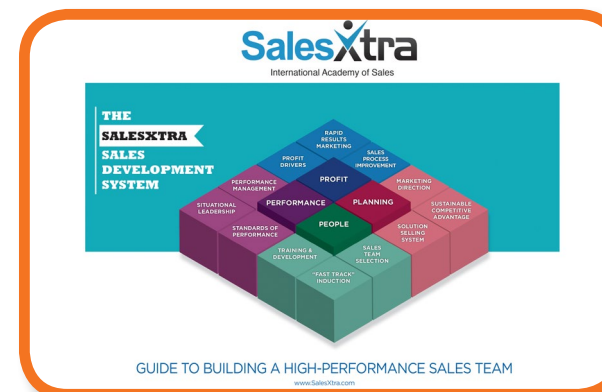 SalesXtra
International Academy of Sales
THE
SALESXTRA
SALES
DEVELOPMENT
SYSTEM
RAPID
RESULTS
MARKETING
PROFIT
DRIVERS
SALES
PROCESS
IMPROVEMENT
PROFIT
PERFORMANCE
MANAGEMENT
MARKETING
DIRECTION
SITUATIONAL
LEADERSHIP
PERFORMANCE
PLANNING
SUSTAINABLE
COMPETITIVE
ADVANTAGE
STANDARDS OF
PERFORMANCE
PEOPLE
SOLUTION
SELLING
SYSTEM
TRAINING &
DEVELOPMENT
SALES
TEAM
SELECTION
"FAST TRACK"
INDUCTION
GUIDE TO BUILDING A HIGH-PERFORMANCE SALES TEAM
www.SalesXtra.com